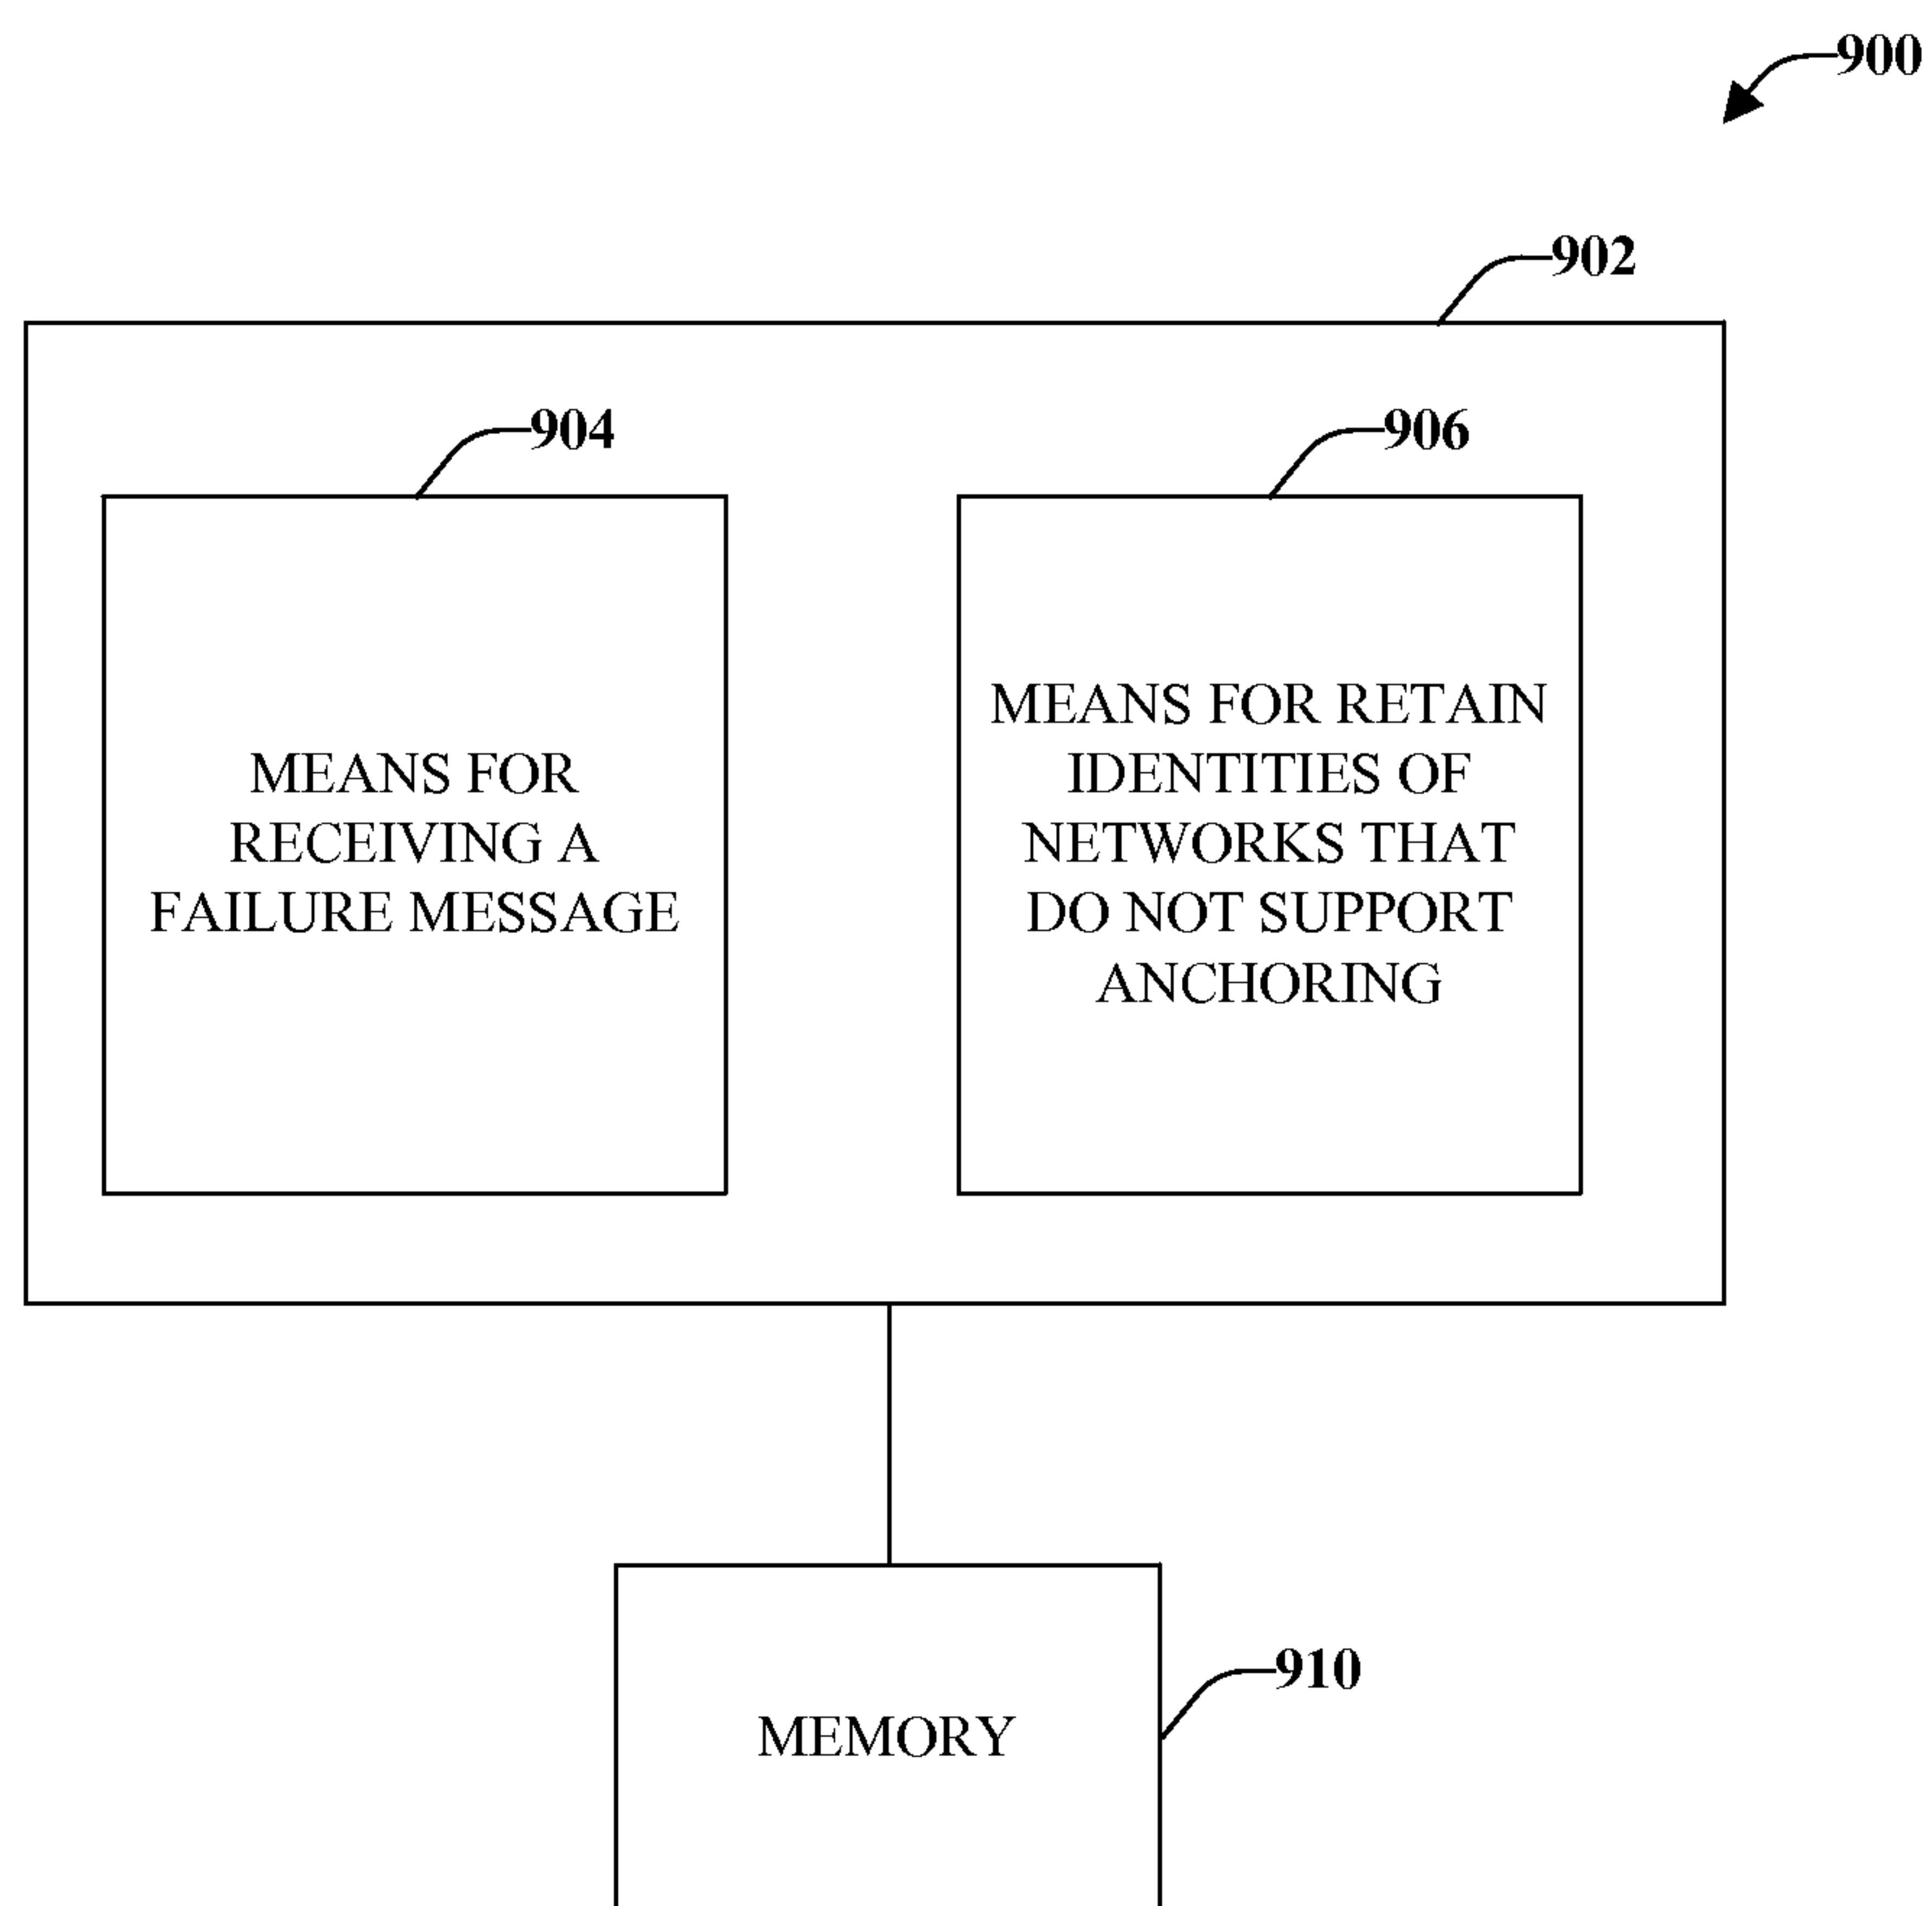 900
902
904
906
MEANS FOR
RECEIVING A
FAILURE MESSAGE
MEANS FOR RETAIN
IDENTITIES OF
NETWORKS THAT
DO NOT SUPPORT
ANCHORING
910
MEMORY